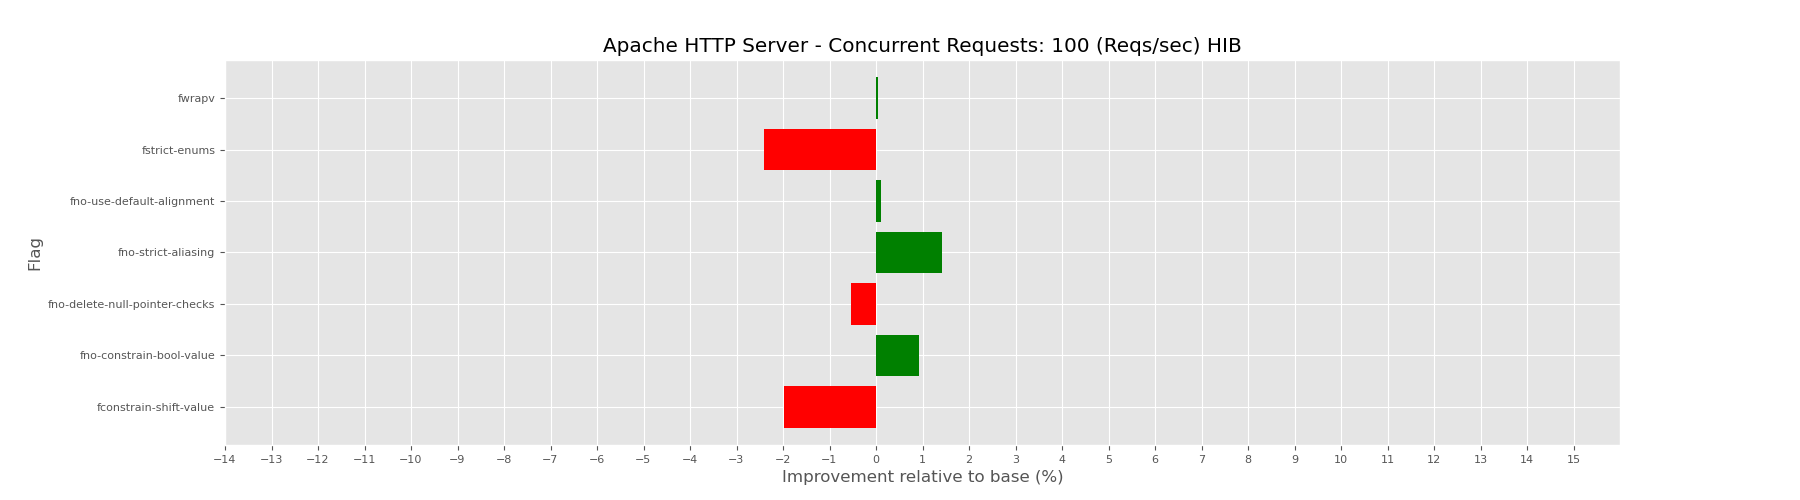 Apache HTTP Server - Concurrent Requests: 100 (Reqs/sec) HIB
Flag
fwrapv
fstrict-enums
fno-use-default-alignment
fno-strict-aliasing
fno-delete-null-pointer-checks
fno-constrain-bool-value
fconstrain-shift-value
−14 −13 −12 −11 −10 −9 −8 −7 −6 −5 −4 −3 −2 −1 0 1 2 3 4 5 6 7 8 9 10 11 12 13 14 15
Improvement relative to base (%)